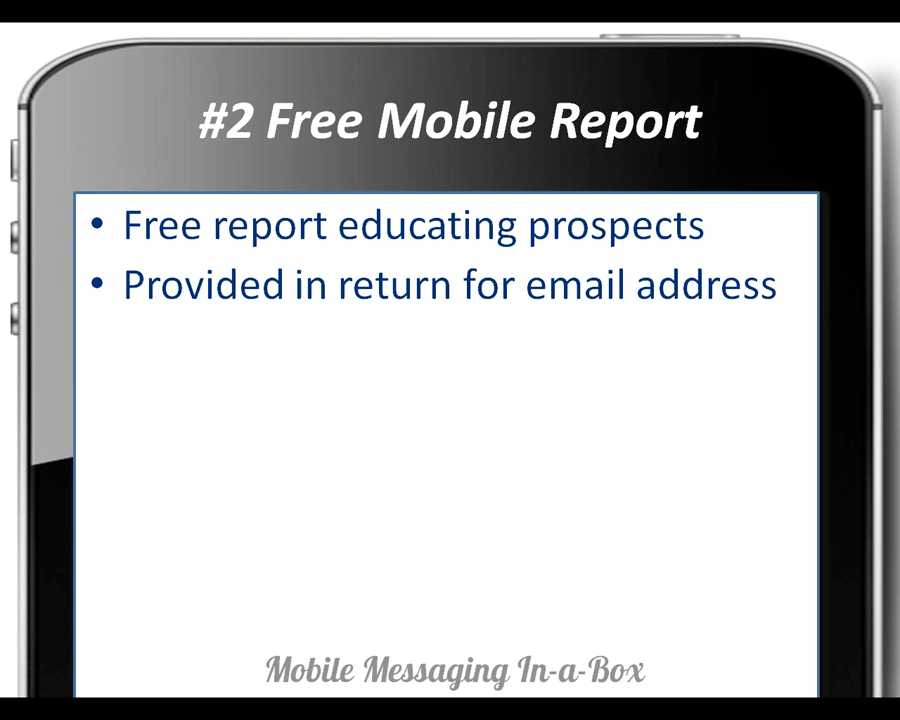 #2 Free Mobile Report
• Free report educating prospects
• Provided in return for email address
Mobile Messaging In-a-Box